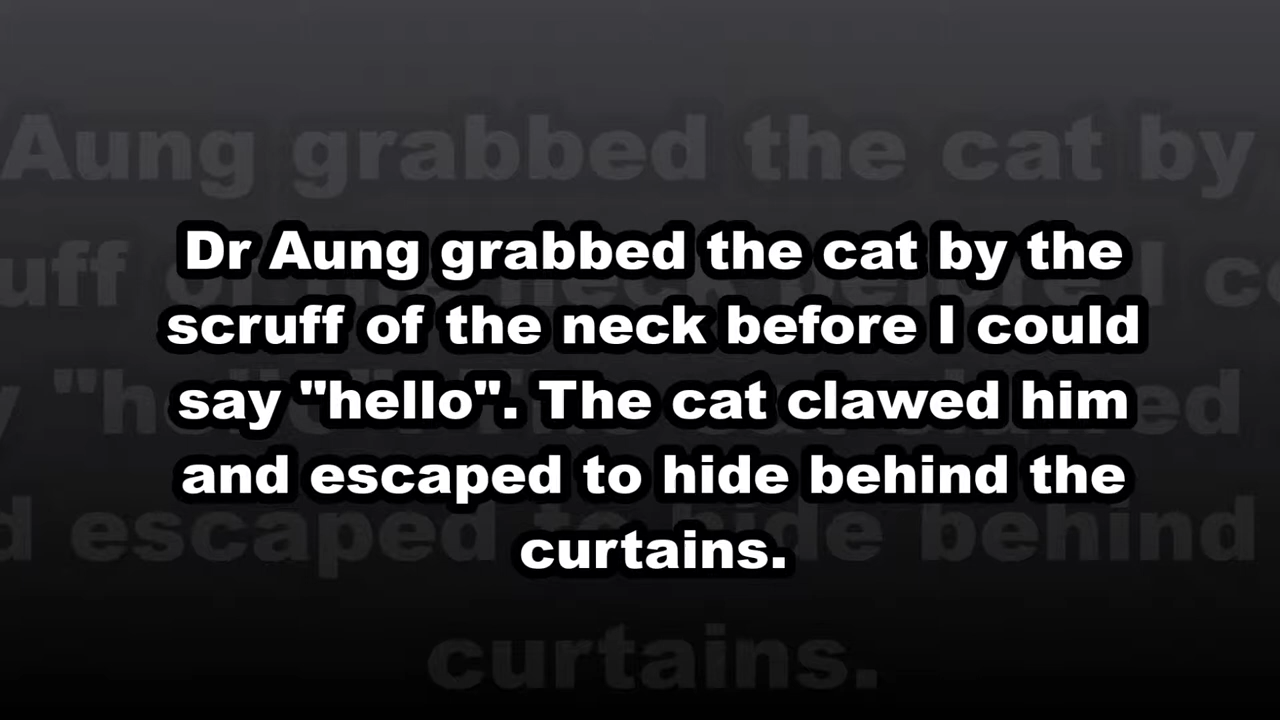 Dr Aung grabbed the cat by the
scruff of the neck before I could
say "hello". The cat clawed him
and escaped to hide behind the
curtains.